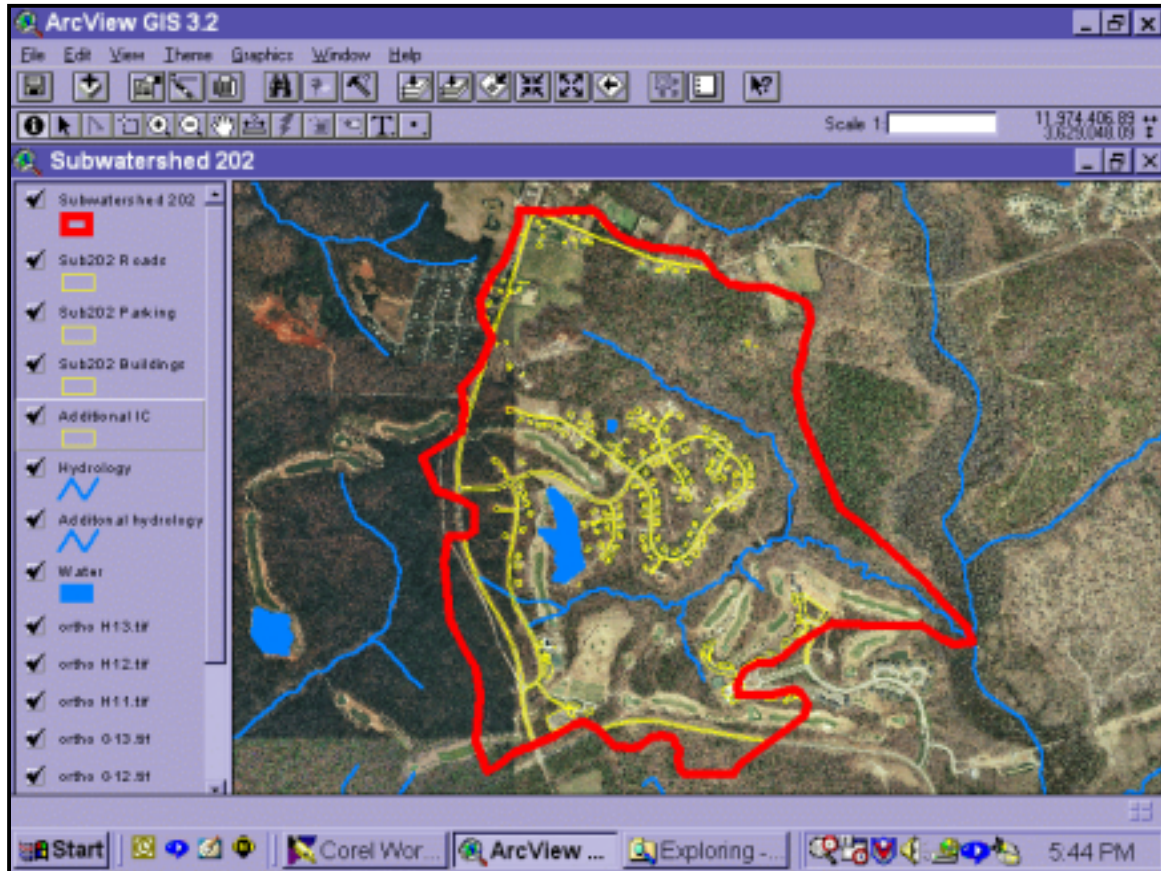 ArcView GIS 3.2
File Edit View Theme Graphics Window Help
Scale 1:
11,974,406.89
3,629,048.09
Subwatershed 202
Subwatershed 202
Sub202 Roads
Sub202 Parking
Sub202 Buildings
Additional IC
Hydrology
Additonal hydrology
Water
ortho H13.tif
ortho H12.tif
ortho H11.tif
ortho G13.tif
ortho G12.tif
Start Corel Wor... ArcView ... Exploring -... 5:44 PM